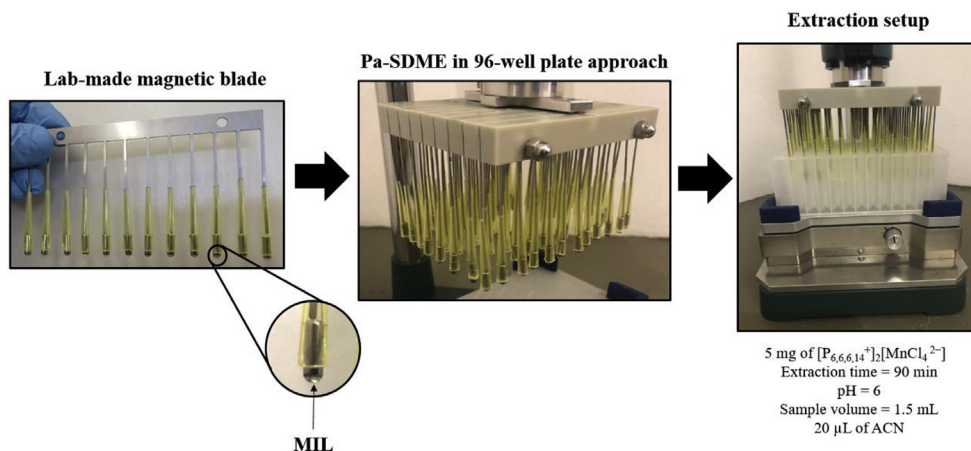 Lab-made magnetic blade
Pa-SDME in 96-well plate approach
Extraction setup
MIL
5 mg of [P₆,₆,₆,₁₄⁺]₂[MnCl₄²⁻]
Extraction time = 90 min
pH = 6
Sample volume = 1.5 mL
20 µL of ACN